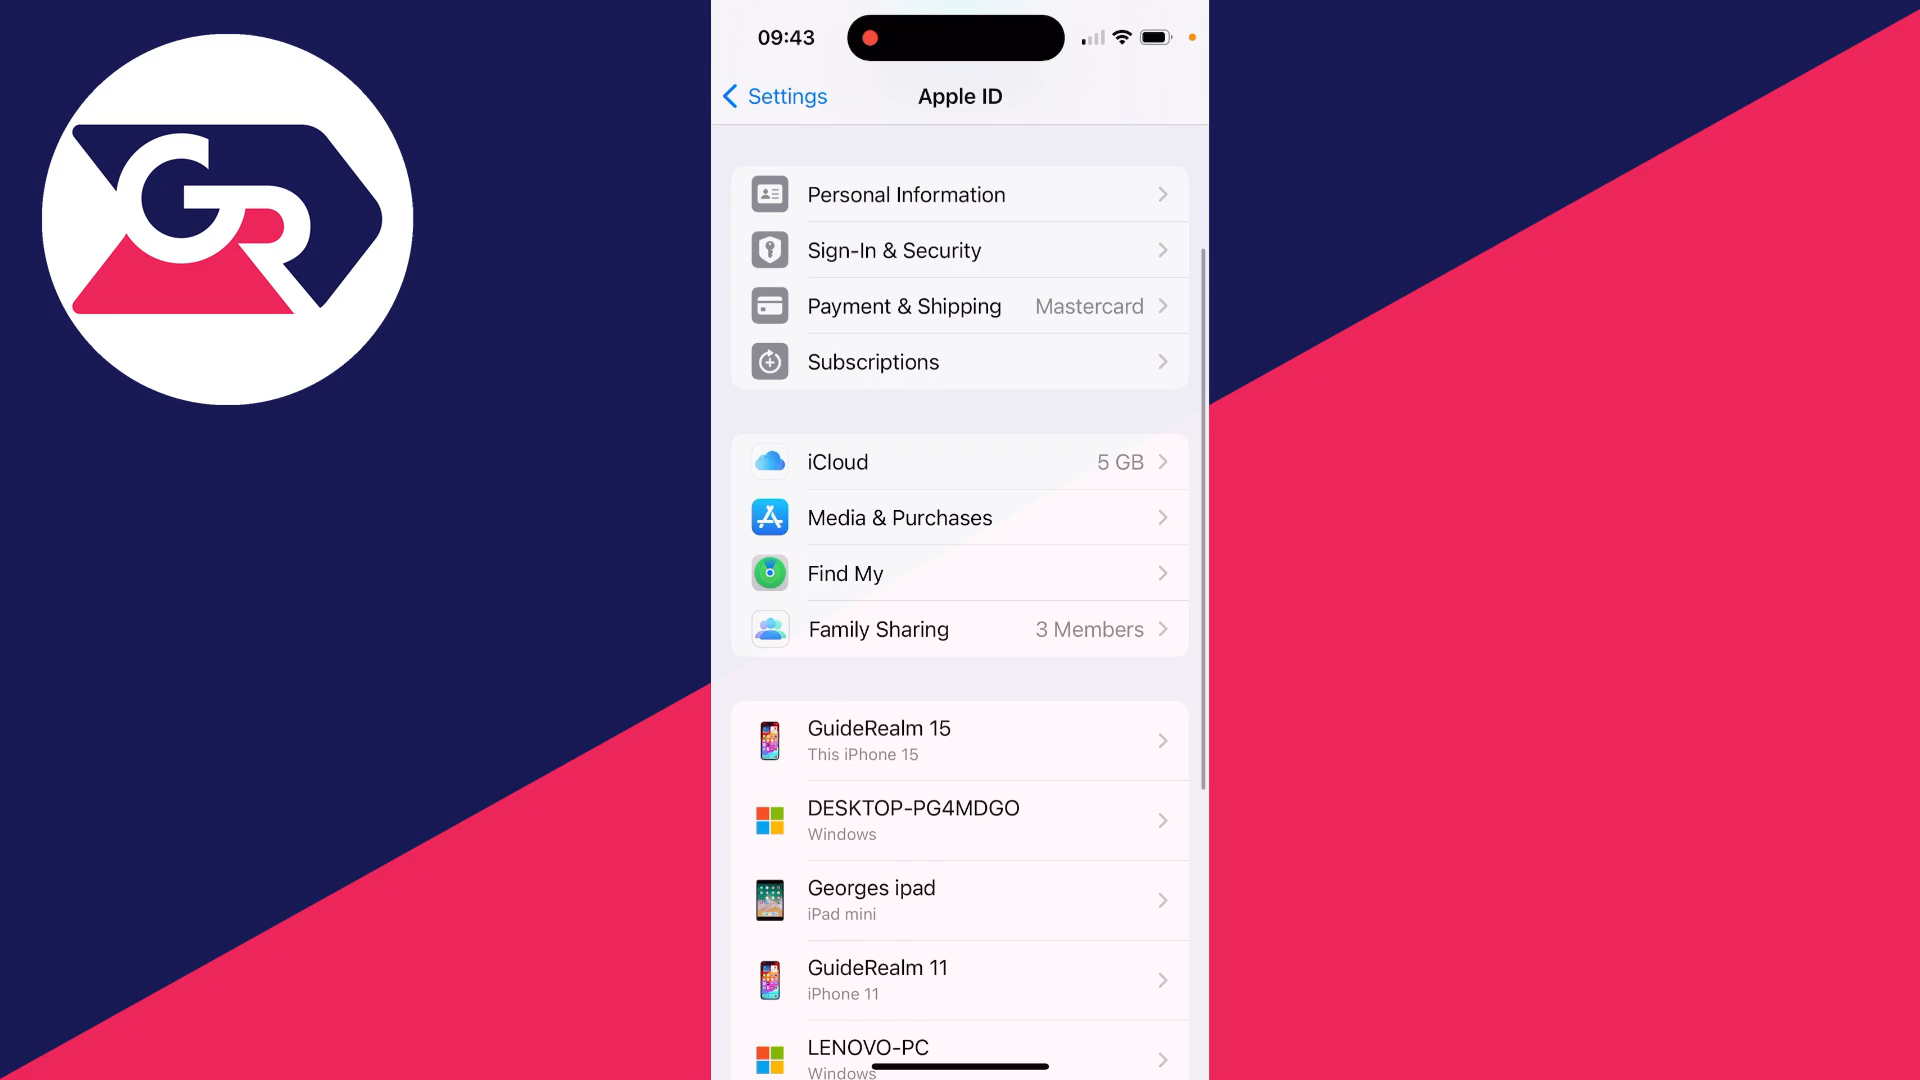 GR
09:43
Settings
Apple ID
Personal Information
Sign-In & Security
Payment & Shipping Mastercard
Subscriptions
iCloud 5 GB
Media & Purchases
Find My
Family Sharing 3 Members
GuideRealm 15
This iPhone 15
DESKTOP-PG4MDGO
Windows
Georges ipad
iPad mini
GuideRealm 11
iPhone 11
LENOVO-PC
Windows